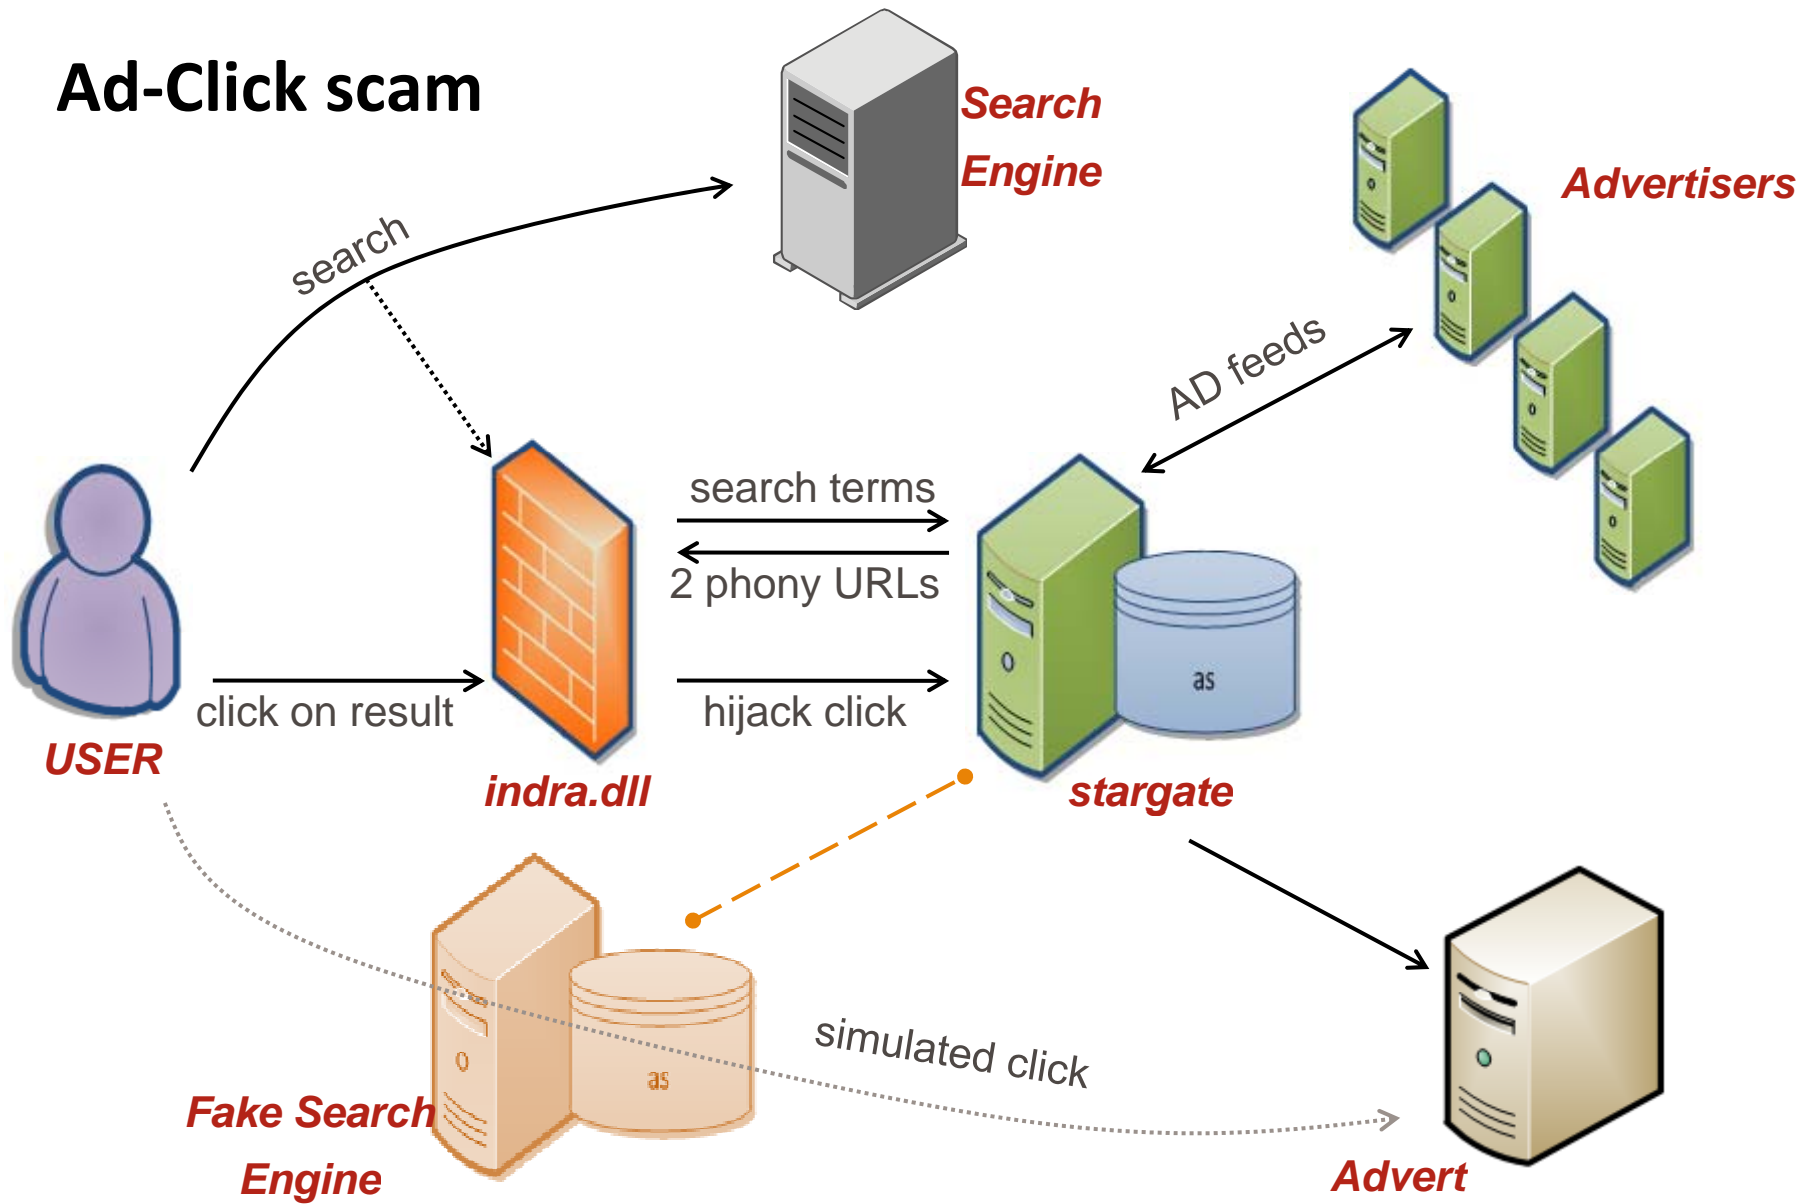 Ad-Click scam
Search
Engine
Advertisers
search
AD feeds
search terms
2 phony URLs
as
click on result
hijack click
USER
indra.dll
stargate
simulated click
as
Fake Search
Engine
Advert